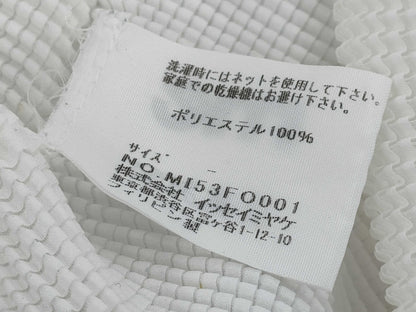 洗濯時にはネットを使用して下さい。
家庭での乾燥機はお避け下さい。
ポリエステル100%
サイズ －
NO.MI53FO001
株式会社 イッセイミヤケ
東京都渋谷区富ヶ谷1-12-10
フィリピン製